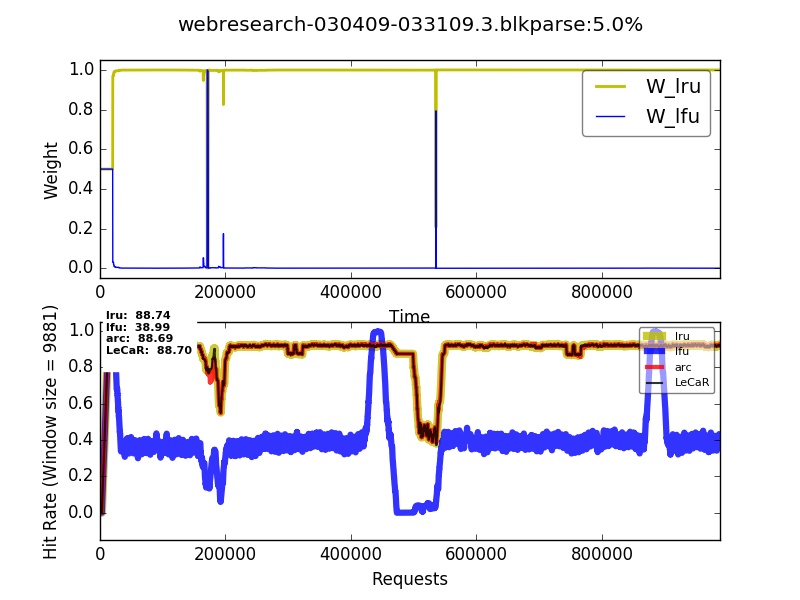 webresearch-030409-033109.3.blkparse:5.0%
1.0
0.8
0.6
0.4
0.2
0.0
Weight
W_lru
W_lfu
0 200000 400000 600000 800000
Time
lru: 88.74
lfu: 38.99
arc: 88.69
LeCaR: 88.70
1.0
0.8
0.6
0.4
0.2
0.0
Hit Rate (Window size = 9881)
lru
lfu
arc
LeCaR
0 200000 400000 600000 800000
Requests